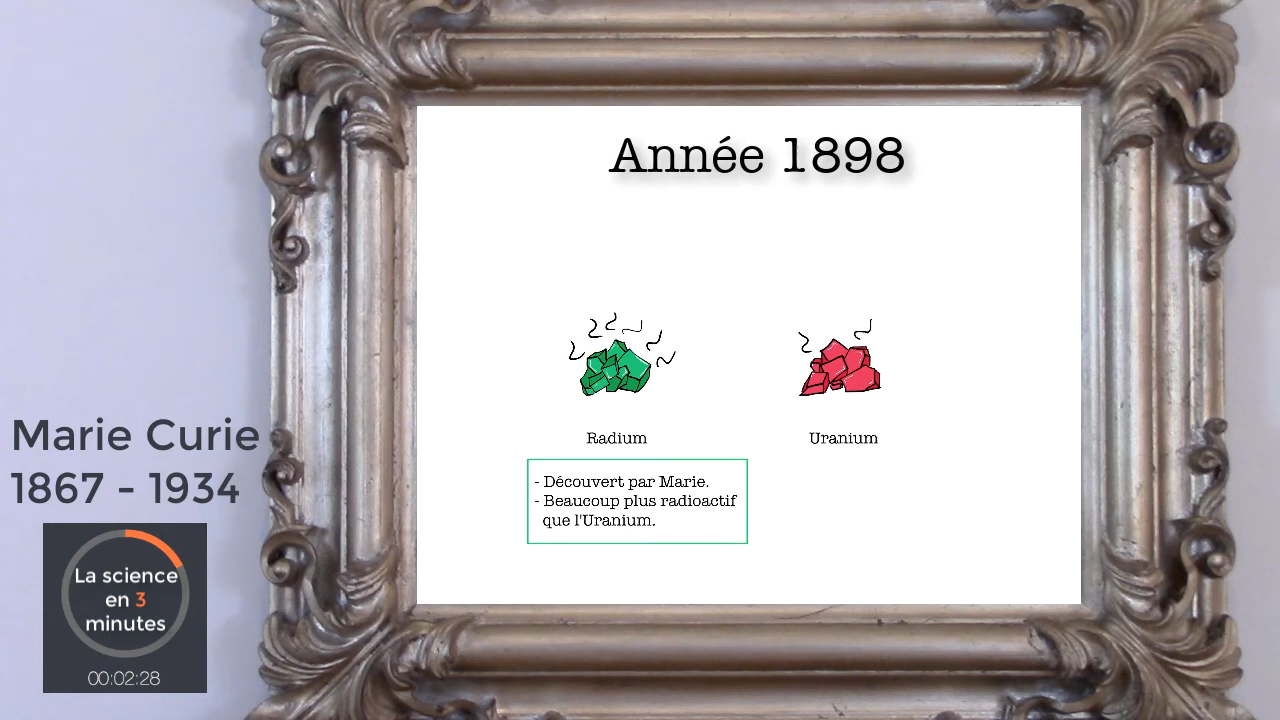 Année 1898
Radium
Uranium
- Découvert par Marie.
- Beaucoup plus radioactif
que l'Uranium.
Marie Curie
1867 - 1934
La science
en 3
minutes
00:02:28